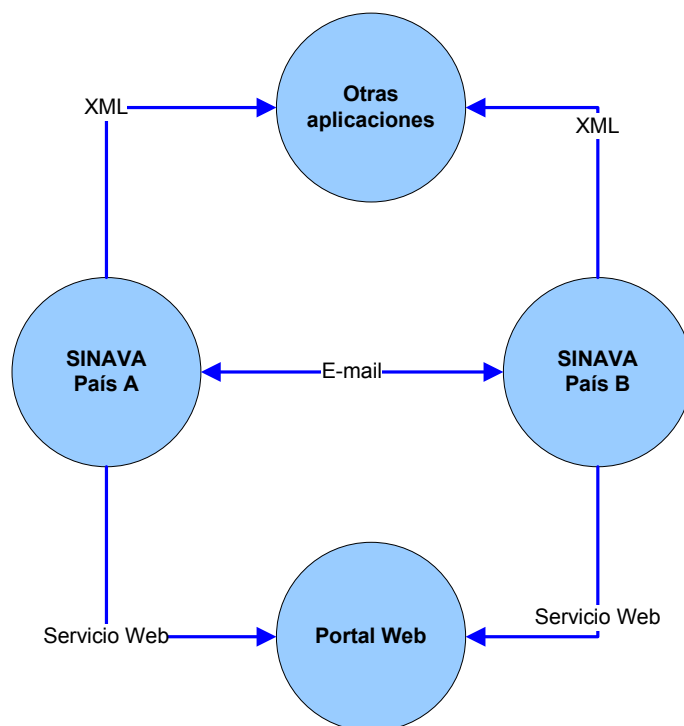 Otras
aplicaciones
XML
XML
SINAVA
País A
E-mail
SINAVA
País B
Servicio Web
Portal Web
Servicio Web